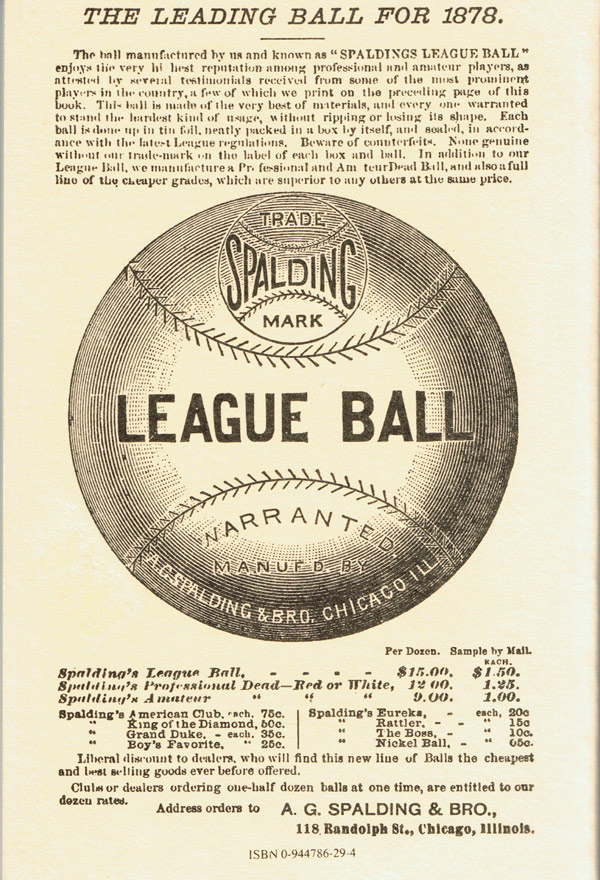 THE LEADING BALL FOR 1878.
The ball manufactured by us and known as "SPALDINGS LEAGUE BALL"
enjoys the very hi hest reputation among professional and amateur players, as
attested by several testimonials received from some of the most prominent
players in the country, a few of which we print on the preceding page of this
book. This ball is made of the very best of materials, and every one warranted
to stand the hardest kind of usage, without ripping or losing its shape. Each
ball is done up in tin foil, neatly packed in a box by itself, and sealed, in accord-
ance with the latest League regulations. Beware of counterfeits. None genuine
without our trade-mark on the label of each box and ball. In addition to our
League Ball, we manufacture a Pr fessional and Am teur Dead Ball, and also a full
line of the cheaper grades, which are superior to any others at the same price.
TRADE
SPALDING
MARK
LEAGUE BALL
WARRANTED
MANUFD. BY
A.G. SPALDING & BRO. CHICAGO ILL
Per Dozen. Sample by Mail.
EACH.
Spalding's League Ball, - - - - $15.00. $1.50.
Spalding's Professional Dead—Red or White, 12 00. 1.25.
Spalding's Amateur " " " 9.00. 1.00.
Spalding's American Club, each, 75c.
" King of the Diamond, 50c.
" Grand Duke. - each. 35c.
" Boy's Favorite. " 25c.
Spalding's Eureka, - each, 20c
" Rattler. - - " 15c
" The Boss, - " 10c.
" Nickel Ball, - " 05c.
Liberal discount to dealers, who will find this new line of Balls the cheapest
and best selling goods ever before offered.
Clubs or dealers ordering one-half dozen balls at one time, are entitled to our
dozen rates.
Address orders to A. G. SPALDING & BRO.,
118 Randolph St., Chicago, Illinois.
ISBN 0-944786-29-4